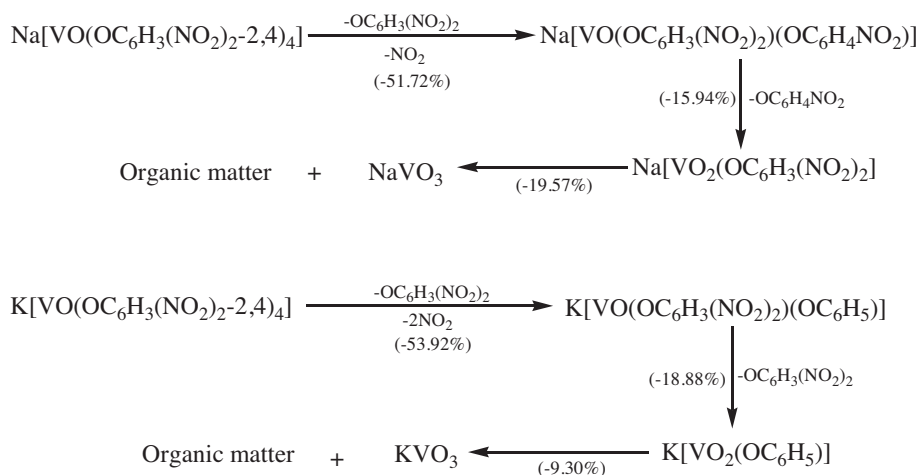 Na[VO(OC₆H₃(NO₂)₂-2,4)₄] -OC₆H₃(NO₂)₂ Na[VO(OC₆H₃(NO₂)₂)(OC₆H₄NO₂)]
-NO₂
(-51.72%)
(-15.94%) -OC₆H₄NO₂
Organic matter + NaVO₃ (-19.57%) Na[VO₂(OC₆H₃(NO₂)₂]
K[VO(OC₆H₃(NO₂)₂-2,4)₄] -OC₆H₃(NO₂)₂ K[VO(OC₆H₃(NO₂)₂)(OC₆H₅)]
-2NO₂
(-53.92%)
(-18.88%) -OC₆H₃(NO₂)₂
Organic matter + KVO₃ (-9.30%) K[VO₂(OC₆H₅)]